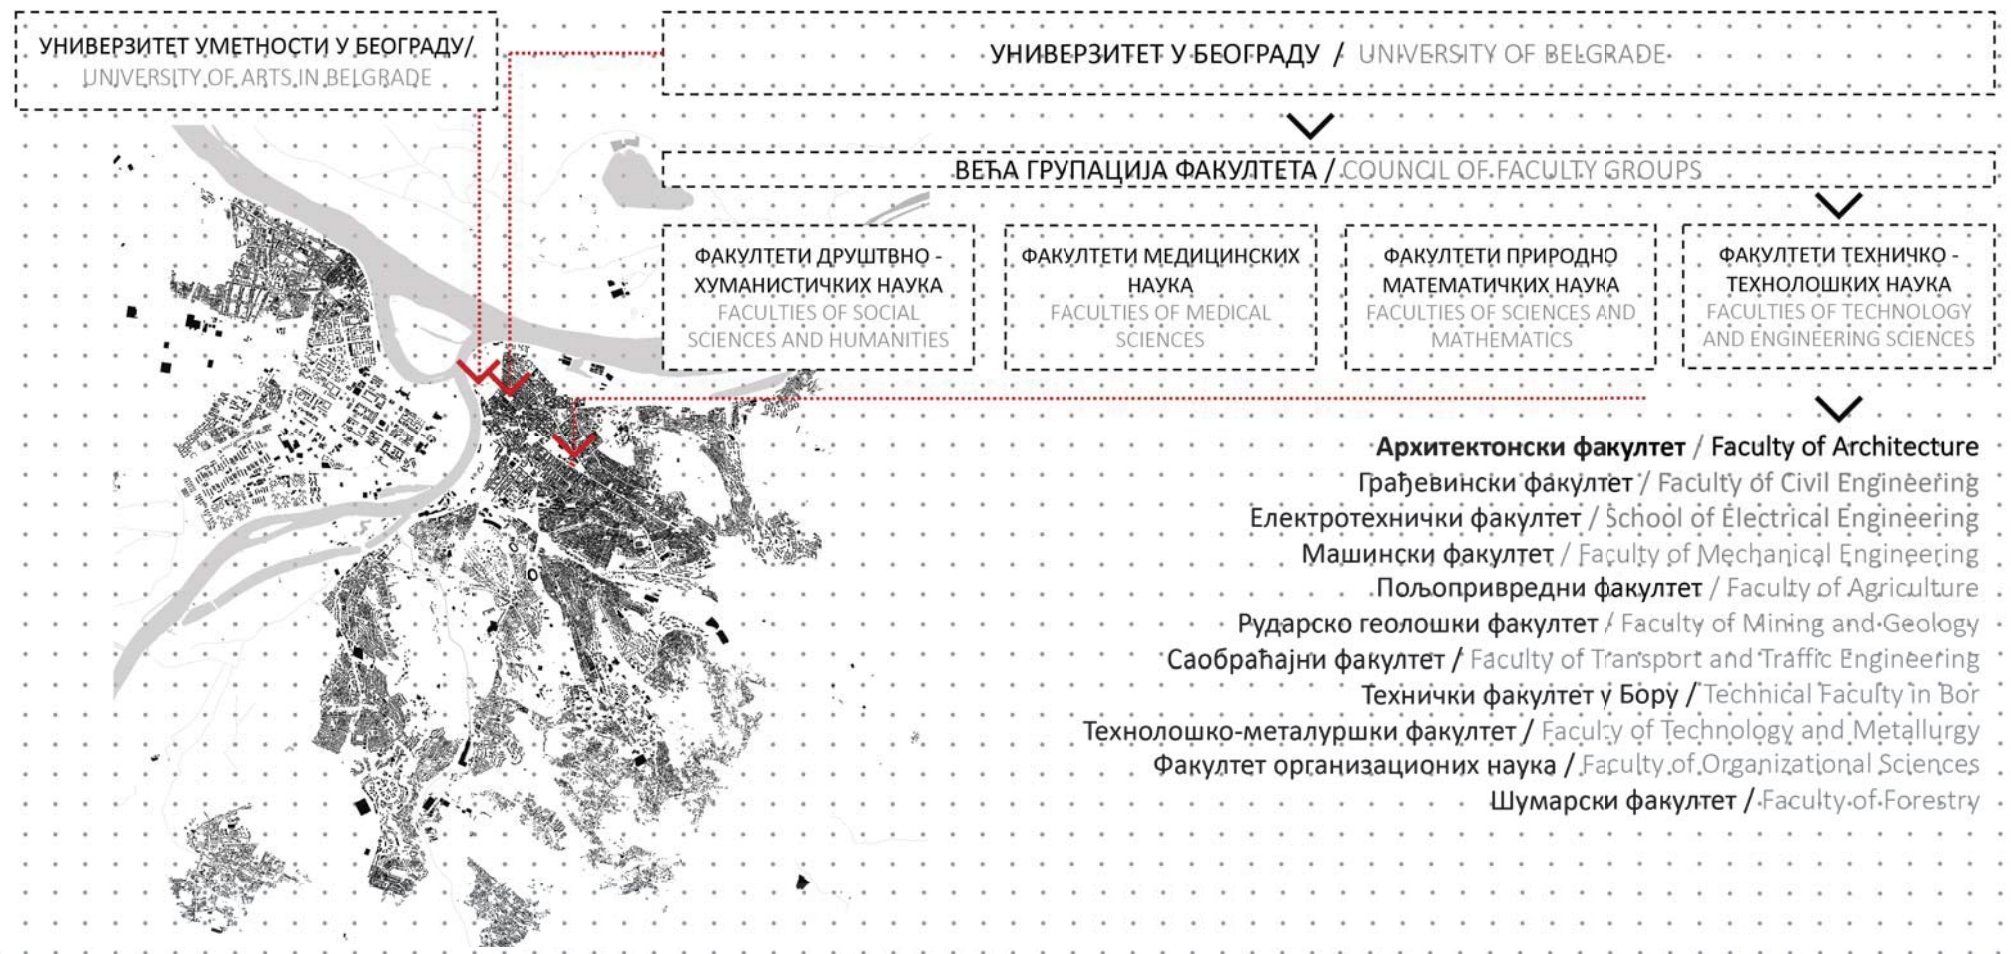 УНИВЕРЗИТЕТ УМЕТНОСТИ У БЕОГРАДУ/
UNIVERSITY OF ARTS IN BELGRADE
УНИВЕРЗИТЕТ У БЕОГРАДУ / UNIVERSITY OF BELGRADE
ВЕЋА ГРУПАЦИЈА ФАКУЛТЕТА / COUNCIL OF FACULTY GROUPS
ФАКУЛТЕТИ ДРУШТВНО -
ХУМАНИСТИЧКИХ НАУКА
FACULTIES OF SOCIAL
SCIENCES AND HUMANITIES
ФАКУЛТЕТИ МЕДИЦИНСКИХ
НАУКА
FACULTIES OF MEDICAL
SCIENCES
ФАКУЛТЕТИ ПРИРОДНО
МАТЕМАТИЧКИХ НАУКА
FACULTIES OF SCIENCES AND
MATHEMATICS
ФАКУЛТЕТИ ТЕХНИЧКО -
ТЕХНОЛОШКИХ НАУКА
FACULTIES OF TECHNOLOGY
AND ENGINEERING SCIENCES
Архитектонски факултет / Faculty of Architecture
Грађевински факултет / Faculty of Civil Engineering
Електротехнички факултет / School of Electrical Engineering
Машински факултет / Faculty of Mechanical Engineering
Пољопривредни факултет / Faculty of Agriculture
Рударско геолошки факултет / Faculty of Mining and Geology
Саобраћајни факултет / Faculty of Transport and Traffic Engineering
Технички факултет у Бору / Technical Faculty in Bor
Технолошко-металуршки факултет / Faculty of Technology and Metallurgy
Факултет организационих наука / Faculty of Organizational Sciences
Шумарски факултет / Faculty of Forestry